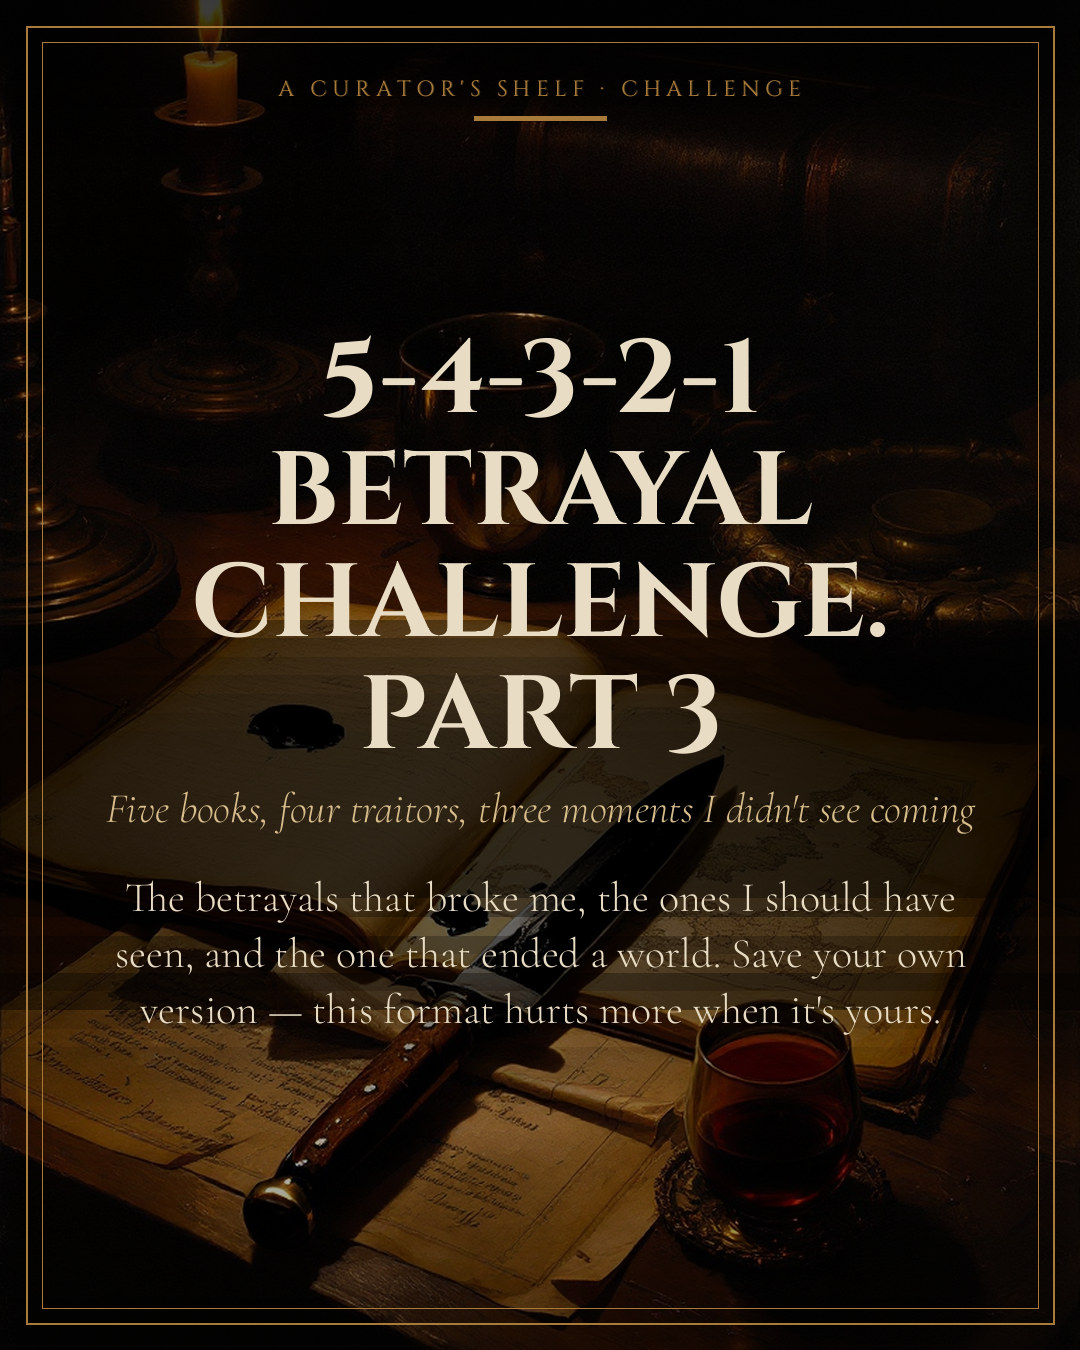 A CURATOR'S SHELF · CHALLENGE
5-4-3-2-1
BETRAYAL
CHALLENGE.
PART 3
Five books, four traitors, three moments I didn't see coming
The betrayals that broke me, the ones I should have
seen, and the one that ended a world. Save your own
version — this format hurts more when it's yours.